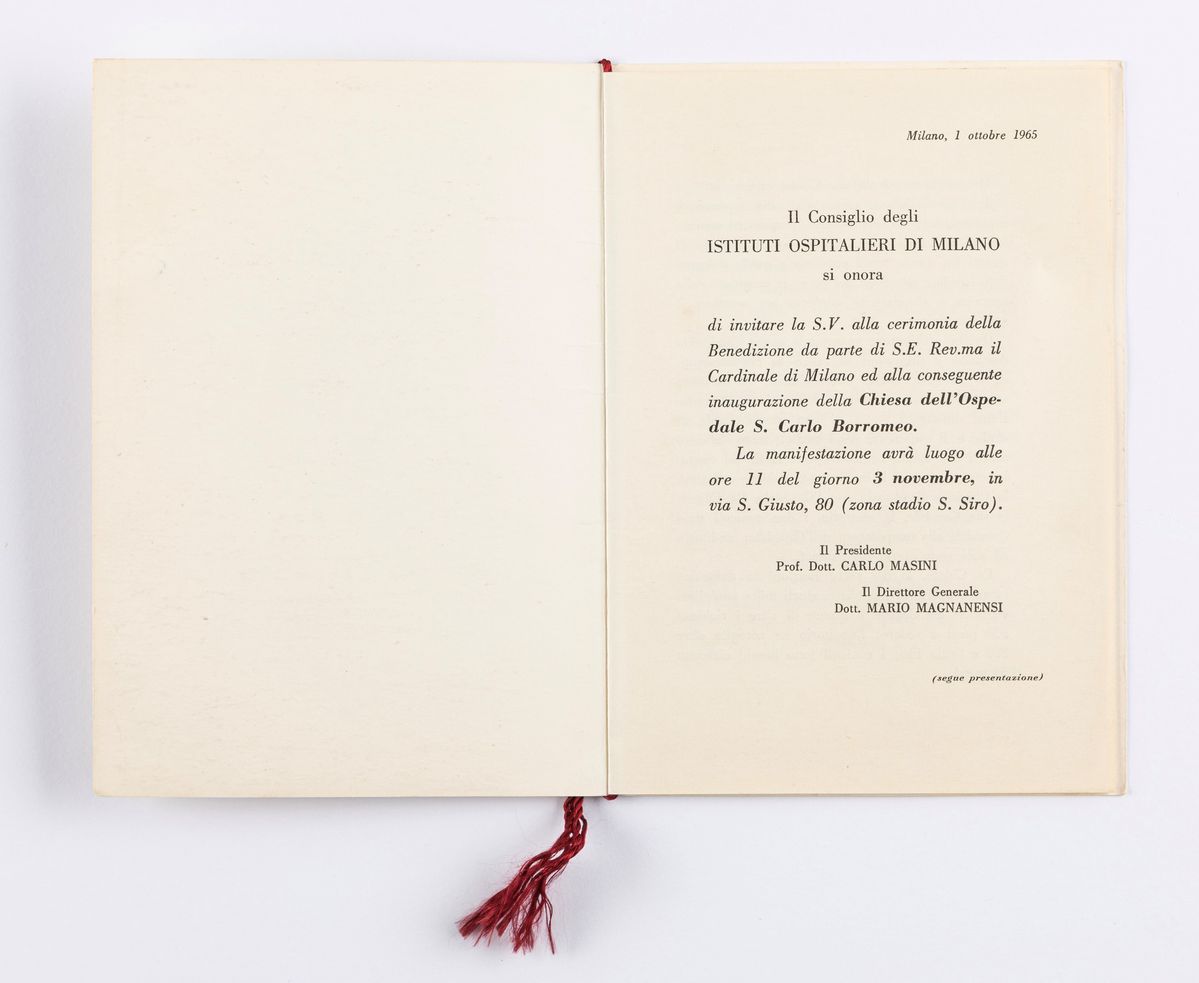 Milano, 1 ottobre 1965
Il Consiglio degli
ISTITUTI OSPITALIERI DI MILANO
si onora
di invitare la S.V. alla cerimonia della
Benedizione da parte di S.E. Rev.ma il
Cardinale di Milano ed alla conseguente
inaugurazione della Chiesa dell'Ospe-
dale S. Carlo Borromeo.
La manifestazione avrà luogo alle
ore 11 del giorno 3 novembre, in
via S. Giusto, 80 (zona stadio S. Siro).
Il Presidente
Prof. Dott. CARLO MASINI
Il Direttore Generale
Dott. MARIO MAGNANENSI
(segue presentazione)